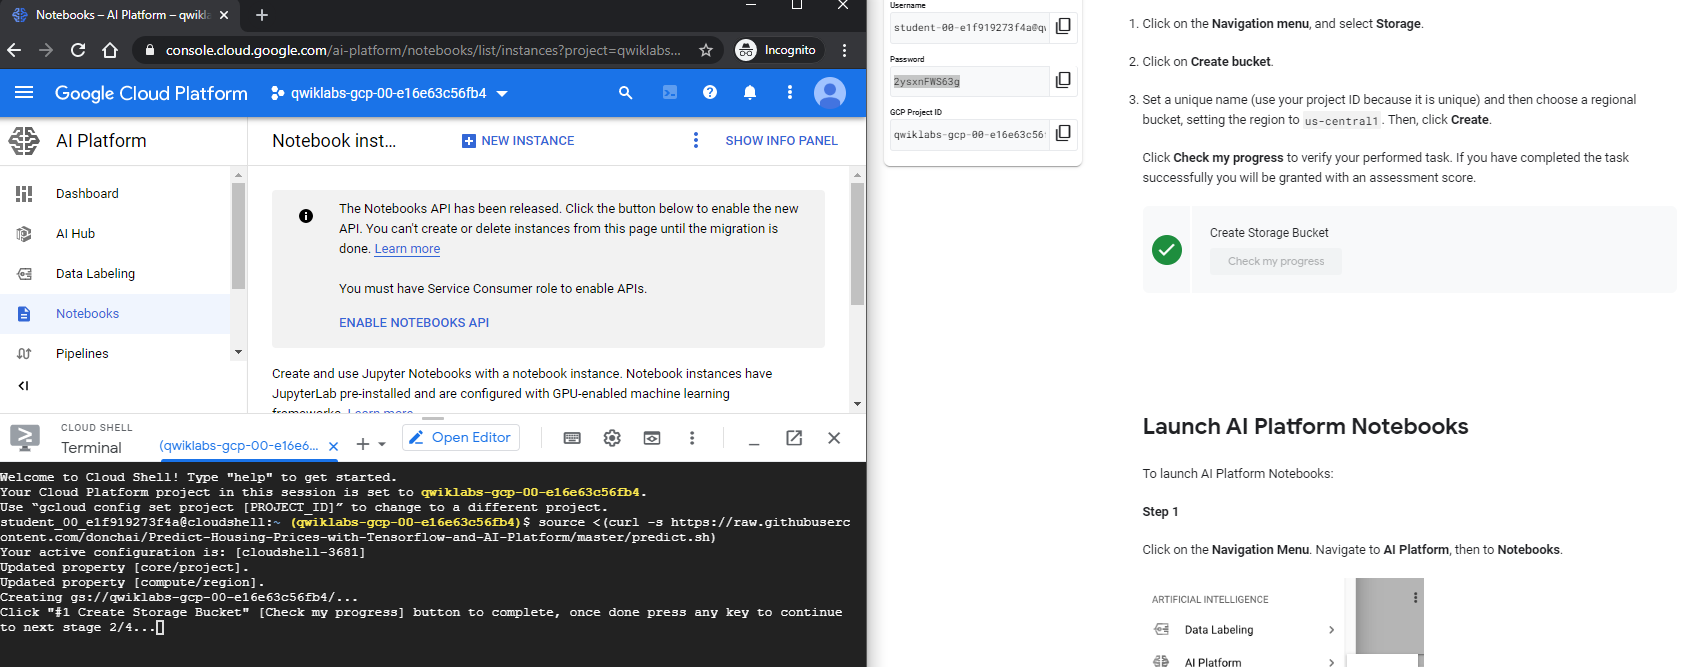 Notebooks – AI Platform – qwikla
console.cloud.google.com/ai-platform/notebooks/list/instances?project=qwiklabs...
Incognito
Google Cloud Platform
qwiklabs-gcp-00-e16e63c56fb4
AI Platform
Notebook inst...
NEW INSTANCE
SHOW INFO PANEL
Dashboard
AI Hub
Data Labeling
Notebooks
Pipelines
The Notebooks API has been released. Click the button below to enable the new
API. You can't create or delete instances from this page until the migration is
done. Learn more
You must have Service Consumer role to enable APIs.
ENABLE NOTEBOOKS API
Create and use Jupyter Notebooks with a notebook instance. Notebook instances have
JupyterLab pre-installed and are configured with GPU-enabled machine learning
frameworks. Learn more
CLOUD SHELL
Terminal
(qwiklabs-gcp-00-e16e6...
Open Editor
Welcome to Cloud Shell! Type "help" to get started.
Your Cloud Platform project in this session is set to qwiklabs-gcp-00-e16e63c56fb4.
Use “gcloud config set project [PROJECT_ID]” to change to a different project.
student_00_e1f919273f4a@cloudshell:~ (qwiklabs-gcp-00-e16e63c56fb4)$ source <(curl -s https://raw.githubuserc
ontent.com/donchai/Predict-Housing-Prices-with-Tensorflow-and-AI-Platform/master/predict.sh)
Your active configuration is: [cloudshell-3681]
Updated property [core/project].
Updated property [compute/region].
Creating gs://qwiklabs-gcp-00-e16e63c56fb4/...
Click "#1 Create Storage Bucket" [Check my progress] button to complete, once done press any key to continue
to next stage 2/4...
Username
student-00-e1f919273f4a@q
Password
2ysxnFWS63g
GCP Project ID
qwiklabs-gcp-00-e16e63c56
1. Click on the Navigation menu, and select Storage.
2. Click on Create bucket.
3. Set a unique name (use your project ID because it is unique) and then choose a regional
bucket, setting the region to us-central1. Then, click Create.
Click Check my progress to verify your performed task. If you have completed the task
successfully you will be granted with an assessment score.
Create Storage Bucket
Check my progress
Launch AI Platform Notebooks
To launch AI Platform Notebooks:
Step 1
Click on the Navigation Menu. Navigate to AI Platform, then to Notebooks.
ARTIFICIAL INTELLIGENCE
Data Labeling
AI Platform